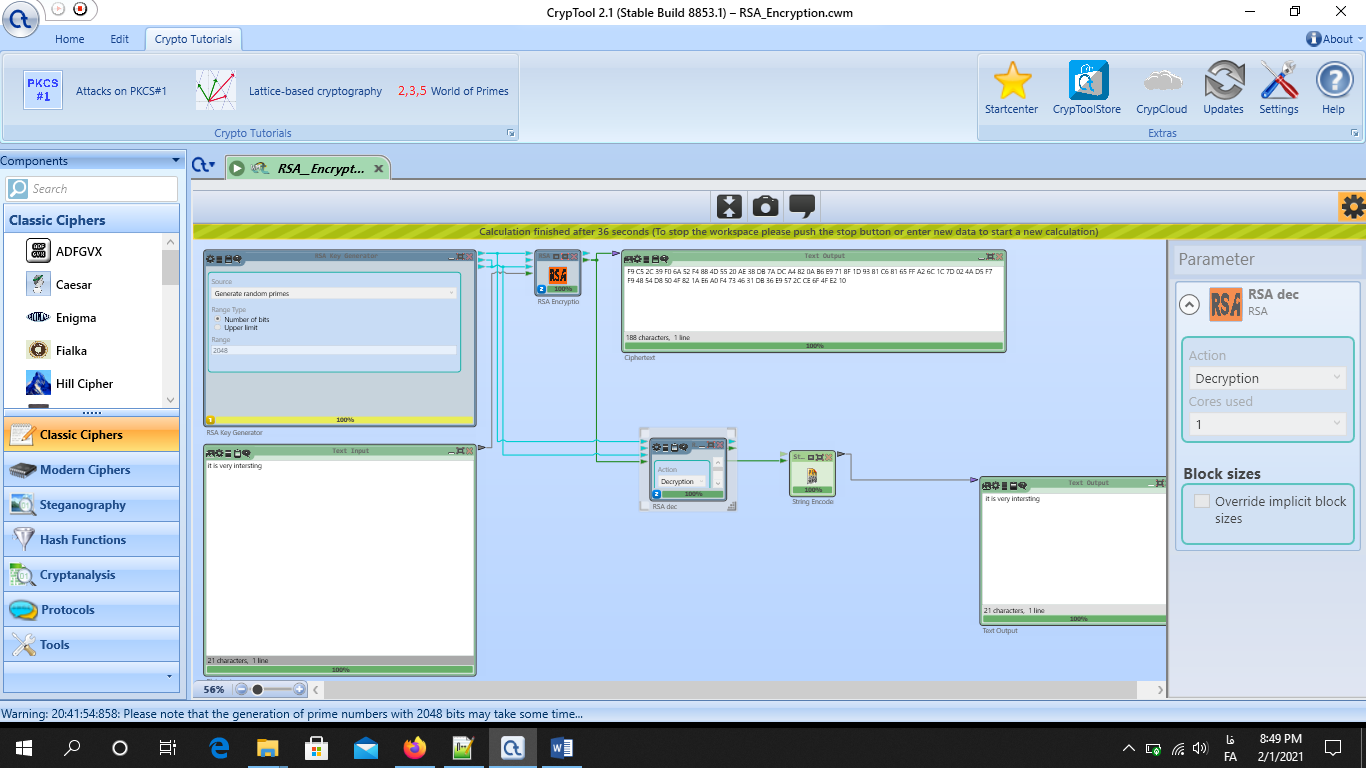 CrypTool 2.1 (Stable Build 8853.1) – RSA_Encryption.cwm
Home Edit Crypto Tutorials About
PKCS #1 Attacks on PKCS#1 Lattice-based cryptography 2,3,5 World of Primes
Startcenter CrypToolStore CrypCloud Updates Settings Help
Crypto Tutorials Extras
Components
Search
Classic Ciphers
ADFGVX
Caesar
Enigma
Fialka
Hill Cipher
Classic Ciphers
Modern Ciphers
Steganography
Hash Functions
Cryptanalysis
Protocols
Tools
RSA_Encrypt...
Calculation finished after 36 seconds (To stop the workspace please push the stop button or enter new data to start a new calculation)
RSA Key Generator
Source
Generate random primes
Range Type
Number of bits
Upper limit
Range
2048
100%
RSA Key Generator
RSA
RSA
2 100%
RSA Encryptio
Text Output
F9 C5 2C 39 F0 6A 52 F4 88 4D 55 20 AE 38 DB 7A DC A4 82 0A B6 E9 71 8F 1D 93 81 C6 81 65 FF A2 6C 1C 7D 02 4A D5 F7
F9 48 54 D8 50 4F 82 1A E6 A0 F4 73 46 31 DB 36 E9 57 2C CE 6F 4F E2 10
188 characters, 1 line
100%
Ciphertext
Text Input
it is very intersting
21 characters, 1 line
100%
Action
Decryption
2 100%
RSA dec
St..
100%
String Encode
Text Output
it is very intersting
21 characters, 1 line
100%
Text Output
Parameter
RSA RSA dec
RSA
Action
Decryption
Cores used
1
Block sizes
Override implicit block
sizes
56%
Warning: 20:41:54:858: Please note that the generation of prime numbers with 2048 bits may take some time...
فا
FA
8:49 PM
2/1/2021